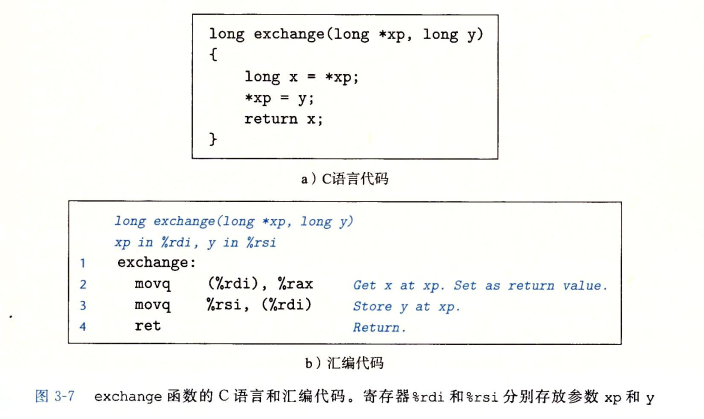 long exchange(long *xp, long y)
{
    long x = *xp;
    *xp = y;
    return x;
}
a）C语言代码
long exchange(long *xp, long y)
xp in %rdi, y in %rsi
1 exchange:
2 movq (%rdi), %rax Get x at xp. Set as return value.
3 movq %rsi, (%rdi) Store y at xp.
4 ret Return.
b）汇编代码
图 3-7 exchange 函数的 C 语言和汇编代码。寄存器%rdi 和%rsi 分别存放参数 xp 和 y